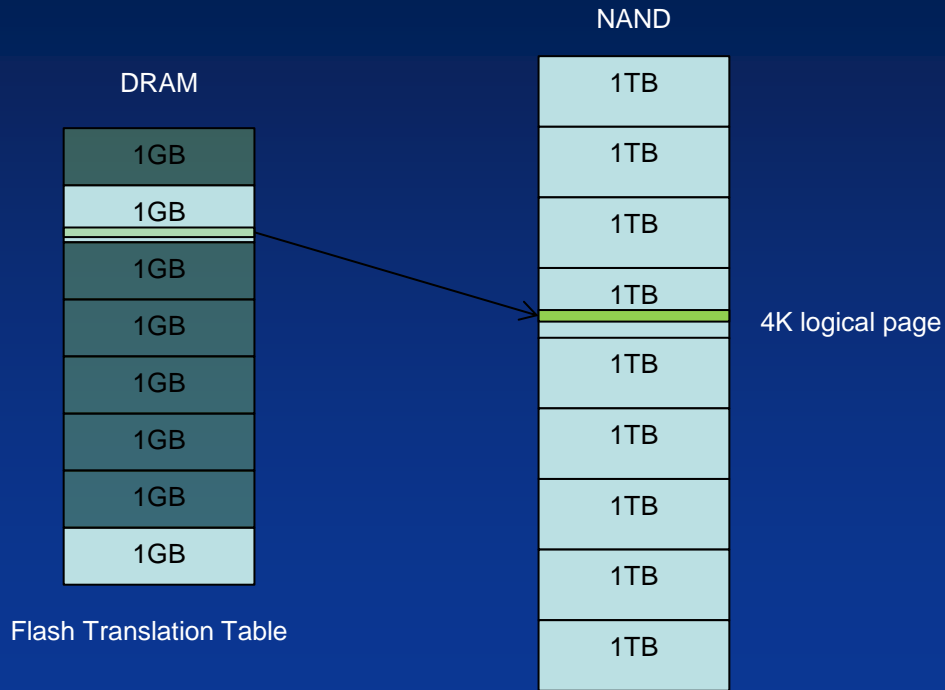 NAND
DRAM
1GB
1GB
1GB
1GB
1GB
1GB
1GB
1GB
Flash Translation Table
1TB
1TB
1TB
1TB
1TB
1TB
1TB
1TB
1TB
4K logical page